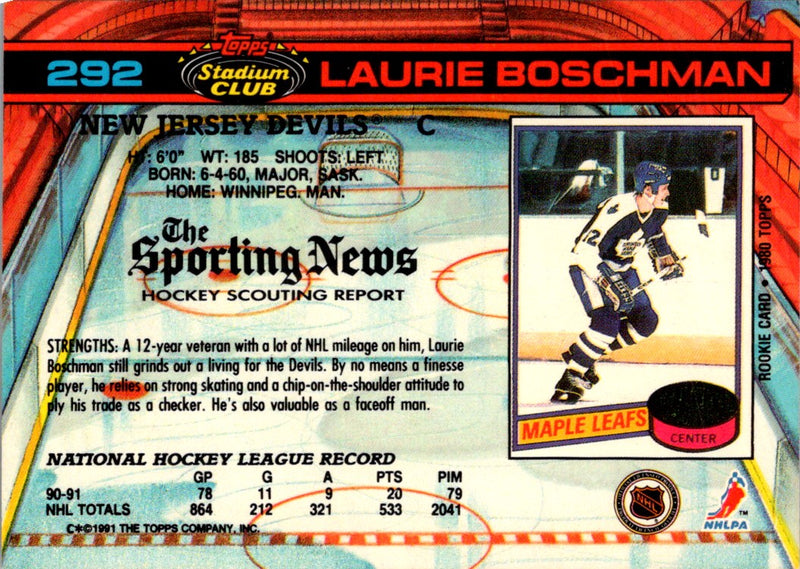 292
Topps
Stadium
CLUB
LAURIE BOSCHMAN
NEW JERSEY DEVILS® C
HT: 6'0" WT: 185 SHOOTS: LEFT
BORN: 6-4-60, MAJOR, SASK.
HOME: WINNIPEG, MAN.
The
Sporting News
HOCKEY SCOUTING REPORT
STRENGTHS: A 12-year veteran with a lot of NHL mileage on him, Laurie
Boschman still grinds out a living for the Devils. By no means a finesse
player, he relies on strong skating and a chip-on-the-shoulder attitude to
ply his trade as a checker. He's also valuable as a faceoff man.
12
MAPLE LEAFS
CENTER
ROOKIE CARD • 1980 TOPPS
NATIONAL HOCKEY LEAGUE RECORD
GP G A PTS PIM
90-91 78 11 9 20 79
NHL TOTALS 864 212 321 533 2041
C✻©1991 THE TOPPS COMPANY, INC.
NHL
NHLPA™